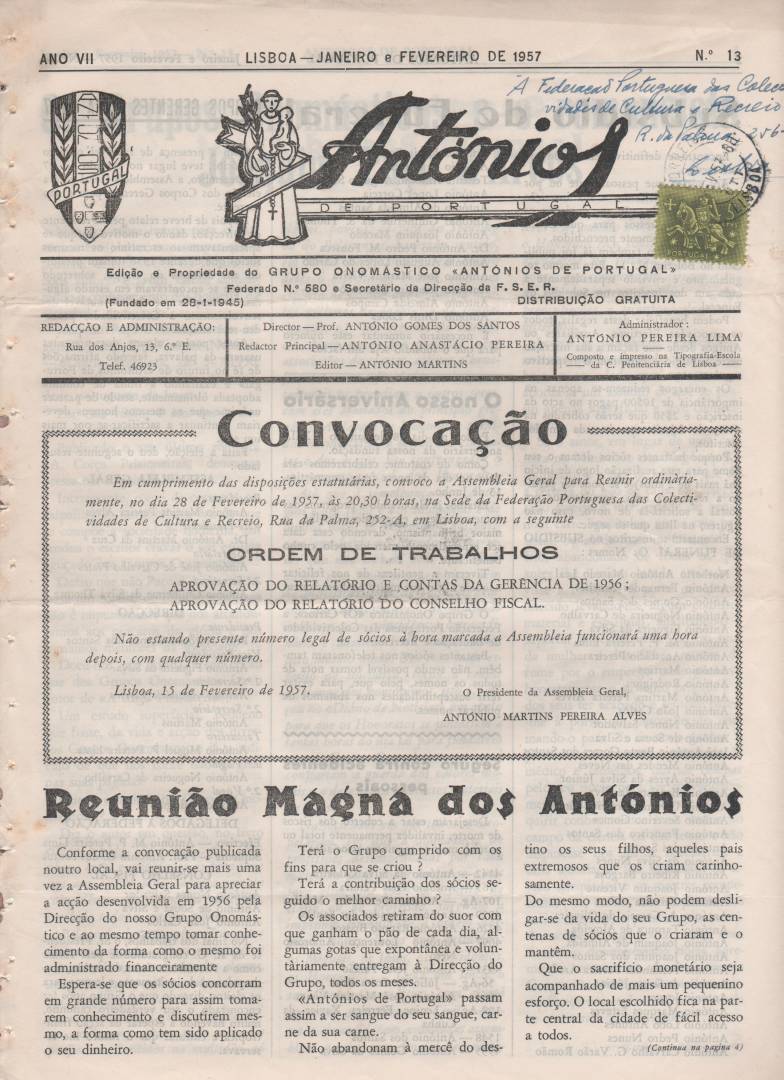 ANO VII LISBOA — JANEIRO e FEVEREIRO DE 1957 N.º 13
A Federação Portuguesa das Colec
vidades de Cultura e Recreio
R. da Palma, 256
PORTUGAL
Antónios
DE PORTUGAL
PORTUGAL
Edição e Propriedade do GRUPO ONOMÁSTICO «ANTÓNIOS DE PORTUGAL»
Federado N.º 580 e Secretário da Direcção da F. S. E. R.
(Fundado em 28-1-1945) DISTRIBUIÇÃO GRATUITA
REDACÇÃO E ADMINISTRAÇÃO:
Rua dos Anjos, 13, 6.º E.
Telef. 46923
Director — Prof. ANTÓNIO GOMES DOS SANTOS
Redactor Principal — ANTÓNIO ANASTÁCIO PEREIRA
Editor — ANTÓNIO MARTINS
Administrador:
ANTÓNIO PEREIRA LIMA
Composto e impresso na Tipografia-Escola
da C. Penitenciária de Lisboa
Convocação
Em cumprimento das disposições estatutárias, convoco a Assembleia Geral para Reunir ordinária-
mente, no dia 28 de Fevereiro de 1957, às 20,30 horas, na Sede da Federação Portuguesa das Colecti-
vidades de Cultura e Recreio, Rua da Palma, 252-A, em Lisboa, com a seguinte
ORDEM DE TRABALHOS
APROVAÇÃO DO RELATÓRIO E CONTAS DA GERÊNCIA DE 1956;
APROVAÇÃO DO RELATÓRIO DO CONSELHO FISCAL.
Não estando presente número legal de sócios à hora marcada a Assembleia funcionará uma hora
depois, com qualquer número.
Lisboa, 15 de Fevereiro de 1957.
O Presidente da Assembleia Geral,
ANTÓNIO MARTINS PEREIRA ALVES
Reunião Magna dos Antónios
Conforme a convocação publicada
noutro local, vai reunir-se mais uma
vez a Assembleia Geral para apreciar
a acção desenvolvida em 1956 pela
Direcção do nosso Grupo Onomás-
tico e ao mesmo tempo tomar conhe-
cimento da forma como o mesmo foi
administrado financeiramente
Espera-se que os sócios concorram
em grande número para assim toma-
rem conhecimento e discutirem mes-
mo, a forma como tem sido aplicado
o seu dinheiro.
Terá o Grupo cumprido com os
fins para que se criou ?
Terá a contribuição dos sócios se-
guido o melhor caminho ?
Os associados retiram do suor com
que ganham o pão de cada dia, al-
gumas gotas que expontânea e volun-
tàriamente entregam à Direcção do
Grupo, todos os meses.
«Antónios de Portugal» passam
assim a ser sangue do seu sangue, car-
ne da sua carne.
Não abandonam à mercê do des-
tino os seus filhos, aqueles pais
extremosos que os criam carinho-
samente.
Do mesmo modo, não podem desli-
gar-se da vida do seu Grupo, as cen-
tenas de sócios que o criaram e o
mantêm.
Que o sacrifício monetário seja
acompanhado de mais um pequenino
esforço. O local escolhido fica na par-
te central da cidade de fácil acesso
a todos.
(Continua na pagina 4)